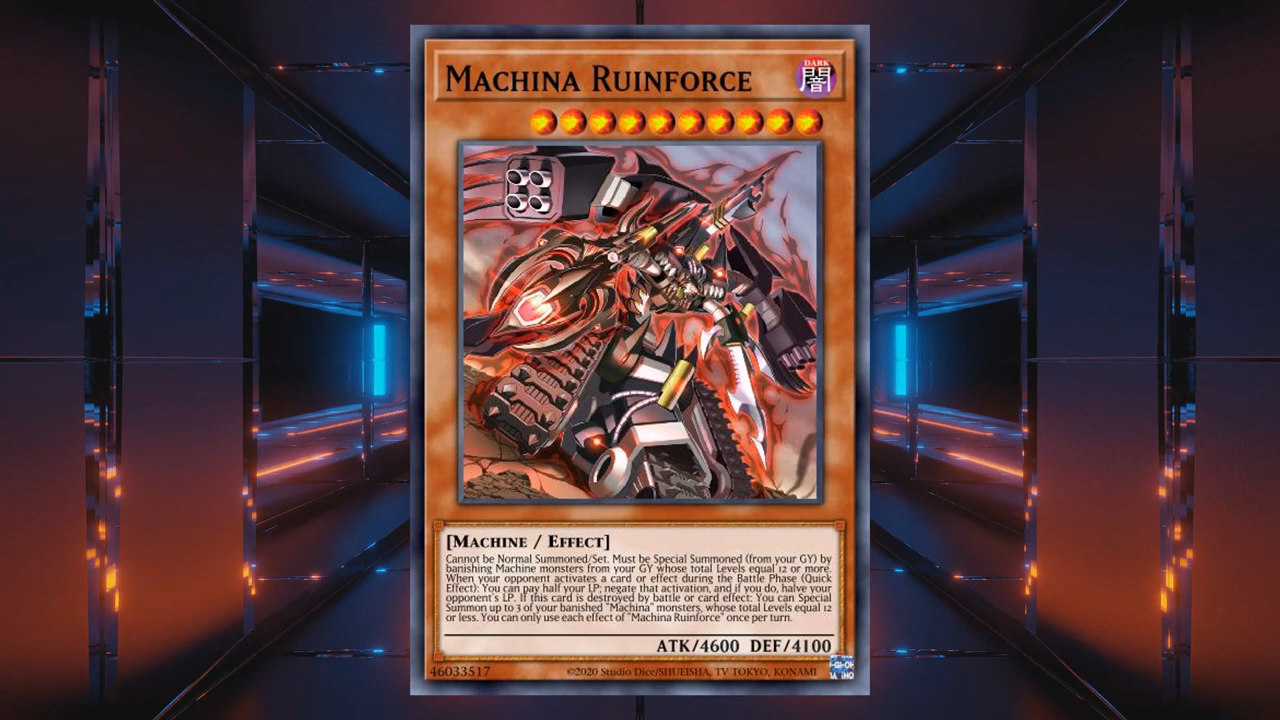 MACHINA RUINFORCE
DARK
闇
[MACHINE / EFFECT]
Cannot be Normal Summoned/Set. Must be Special Summoned (from your GY) by
banishing Machine monsters from your GY whose total Levels equal 12 or more.
When your opponent activates a card or effect during the Battle Phase (Quick
Effect): You can pay half your LP; negate that activation, and if you do, halve your
opponent's LP. If this card is destroyed by battle or card effect: You can Special
Summon up to 3 of your banished "Machina" monsters, whose total Levels equal 12
or less. You can only use each effect of "Machina Ruinforce" once per turn.
ATK/4600 DEF/4100
46033517
©2020 Studio Dice/SHUEISHA, TV TOKYO, KONAMI